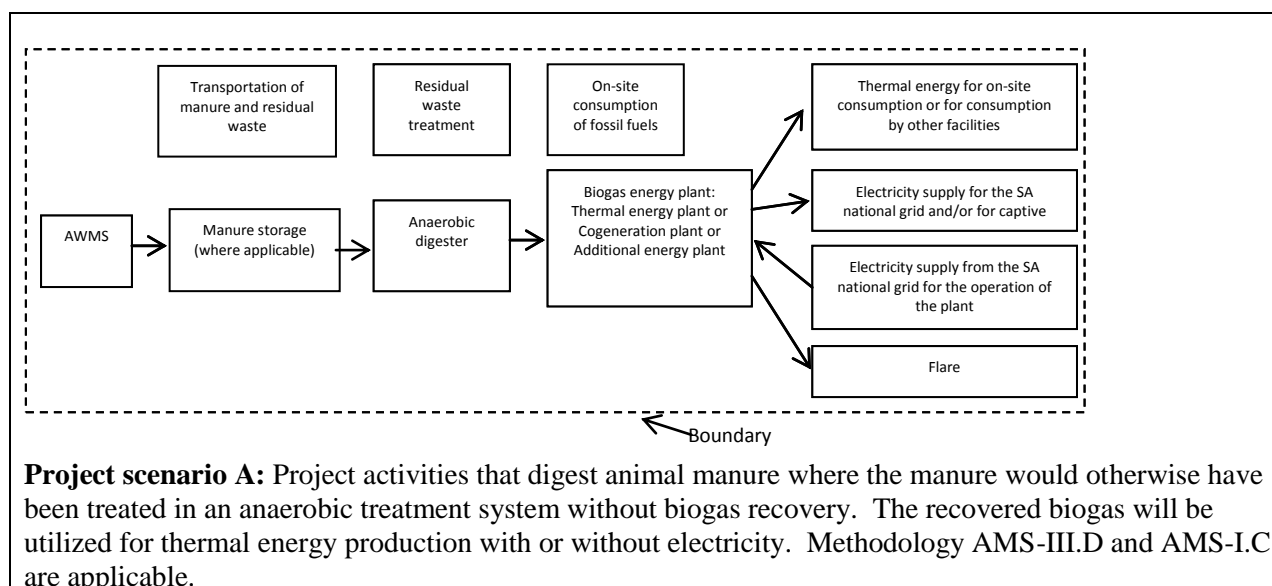 Transportation of
manure and residual
waste
Residual
waste
treatment
On-site
consumption
of fossil fuels
Thermal energy for on-site
consumption or for consumption
by other facilities
AWMS
Manure storage
(where applicable)
Anaerobic
digester
Biogas energy plant:
Thermal energy plant or
Cogeneration plant or
Additional energy plant
Electricity supply for the SA
national grid and/or for captive
Electricity supply from the SA
national grid for the operation of
the plant
Flare
Boundary
Project scenario A: Project activities that digest animal manure where the manure would otherwise have
been treated in an anaerobic treatment system without biogas recovery.  The recovered biogas will be
utilized for thermal energy production with or without electricity.  Methodology AMS-III.D and AMS-I.C
are applicable.